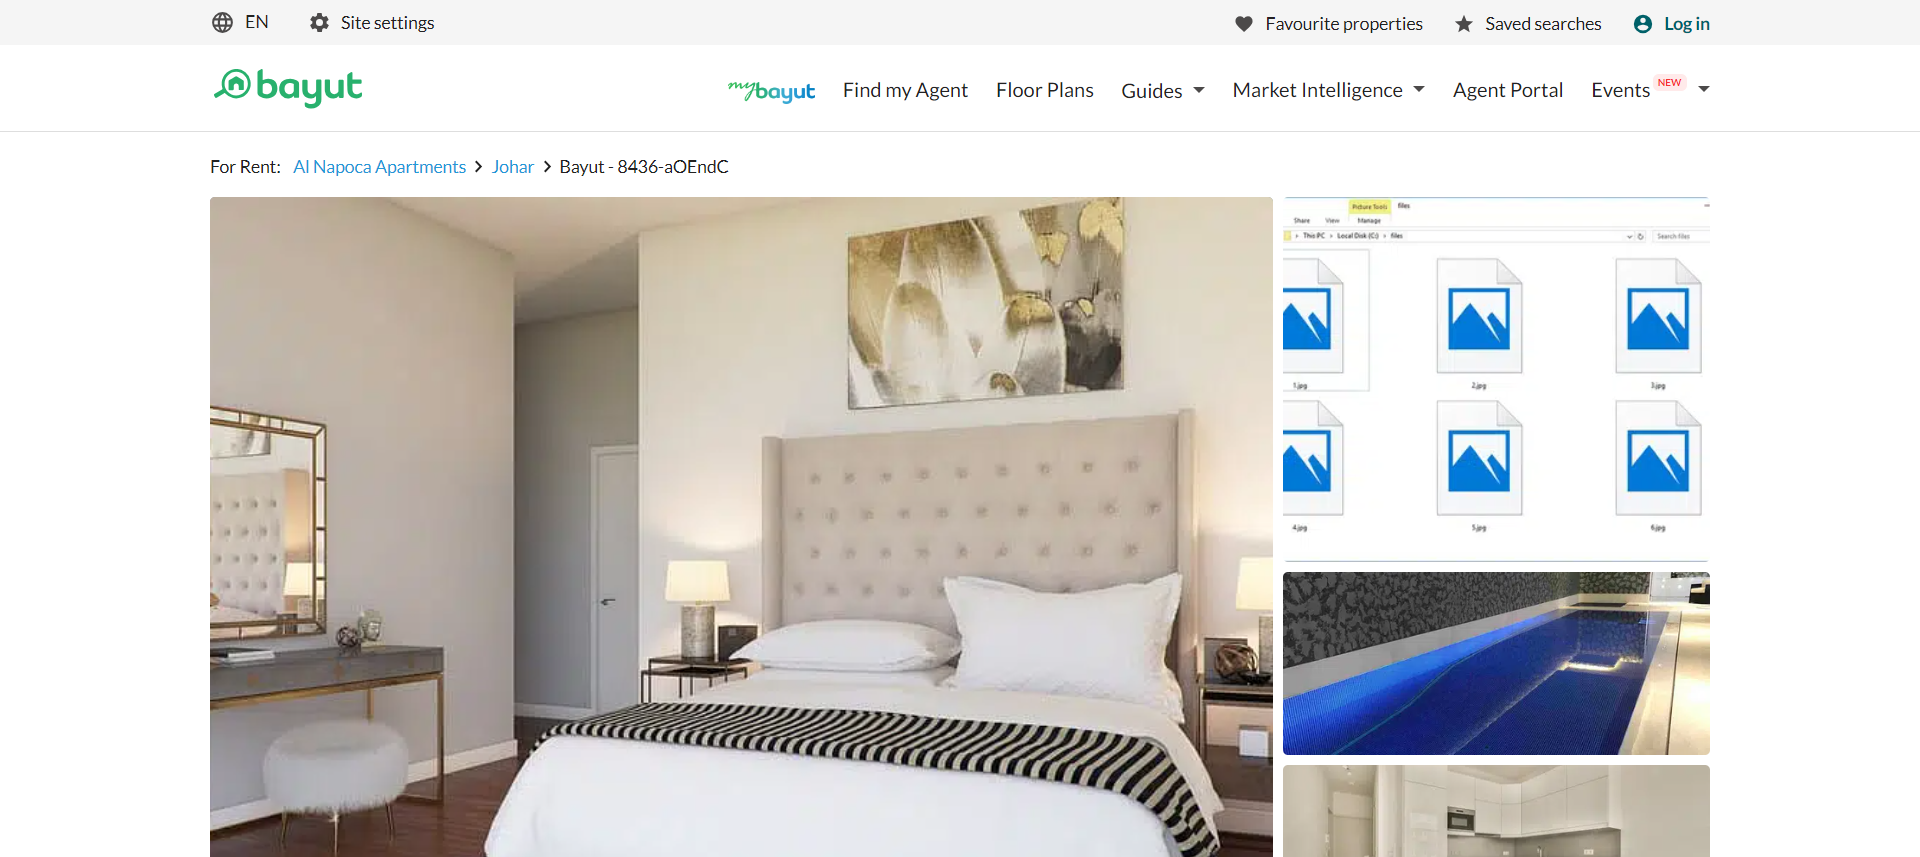 EN Site settings Favourite properties Saved searches Log in
bayut mybayut Find my Agent Floor Plans Guides Market Intelligence Agent Portal Events NEW
For Rent: Al Napoca Apartments > Johar > Bayut - 8436-aOEndC
Picture Tools files
Share View Manage
This PC > Local Disk (C:) > files Search files
1.jpg 2.jpg 3.jpg
4.jpg 5.jpg 6.jpg